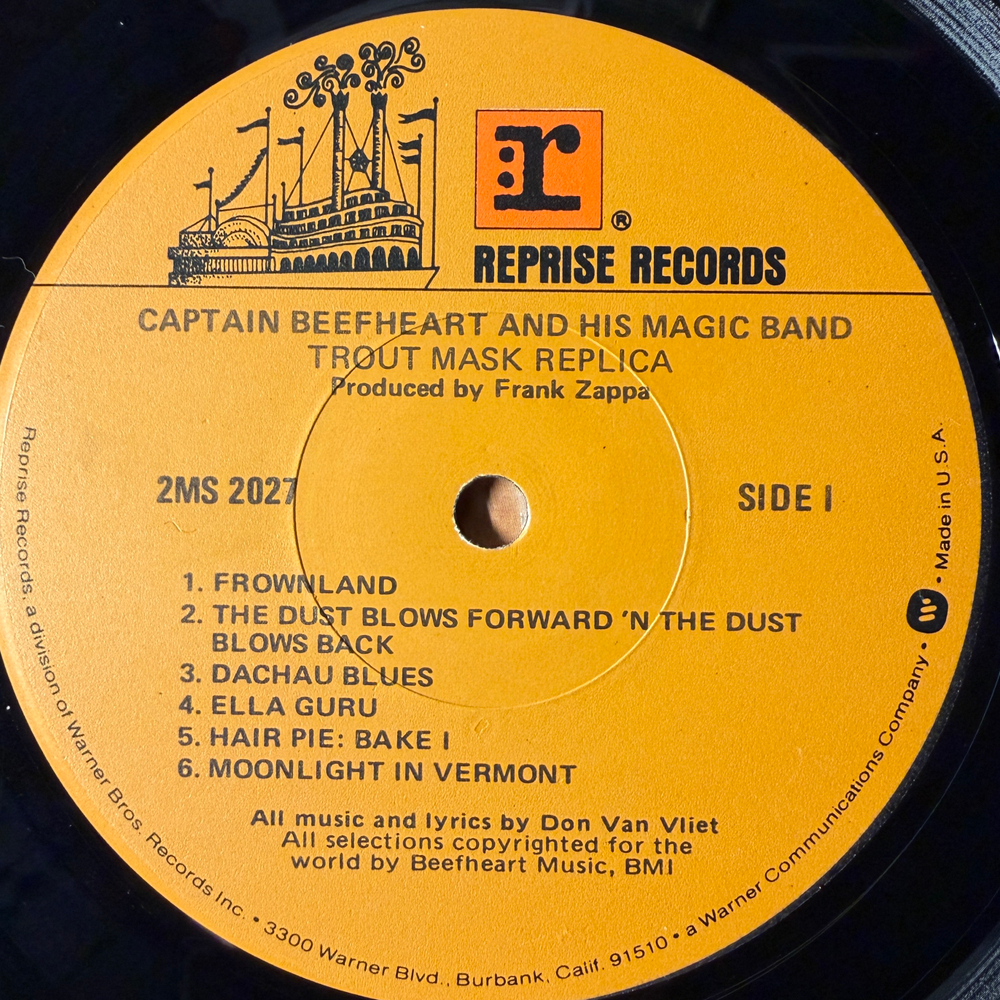 r
®
REPRISE RECORDS
CAPTAIN BEEFHEART AND HIS MAGIC BAND
TROUT MASK REPLICA
Produced by Frank Zappa
2MS 2027
SIDE 1
1. FROWNLAND
2. THE DUST BLOWS FORWARD 'N THE DUST
BLOWS BACK
3. DACHAU BLUES
4. ELLA GURU
5. HAIR PIE: BAKE I
6. MOONLIGHT IN VERMONT
All music and lyrics by Don Van Vliet
All selections copyrighted for the
world by Beefheart Music, BMI
Reprise Records, a division of Warner Bros. Records Inc. • 3300 Warner Blvd., Burbank, Calif. 91510 • a Warner Communications Company • W • Made in U.S.A.